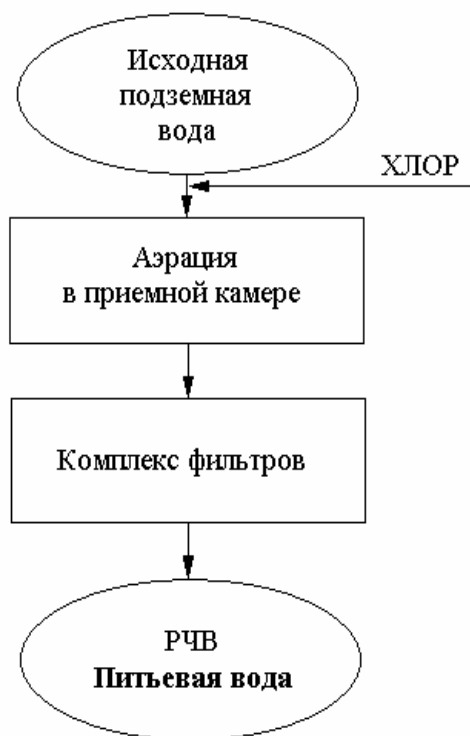 Исходная
подземная
вода
ХЛОР
Аэрация
в приемной камере
Комплекс фильтров
РЧВ
Питьевая вода